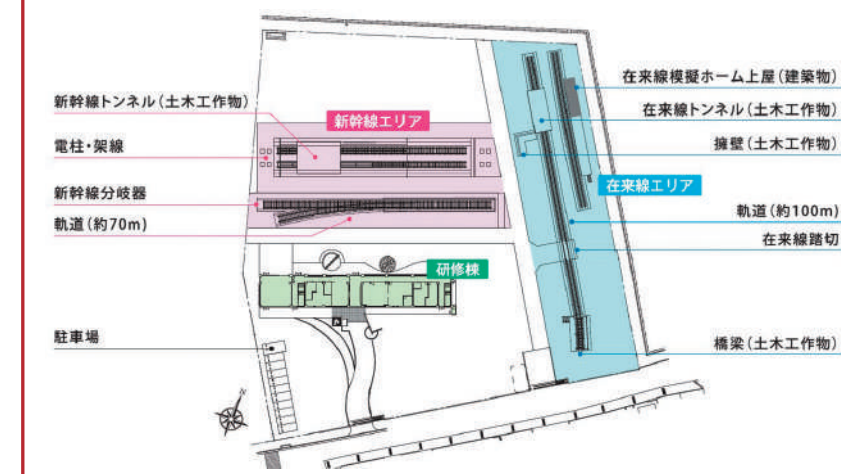 新幹線トンネル（土木工作物）
電柱・架線
新幹線分岐器
軌道（約70m）
駐車場
新幹線エリア
研修棟
N
在来線エリア
在来線模擬ホーム上屋（建築物）
在来線トンネル（土木工作物）
擁壁（土木工作物）
軌道（約100m）
在来線踏切
橋梁（土木工作物）